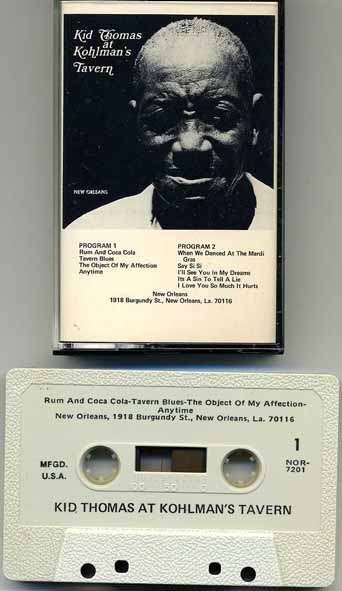 Kid Thomas
at
Kohlman's
Tavern
NEW ORLEANS
PROGRAM 1
Rum And Coca Cola
Tavern Blues
The Object Of My Affection
Anytime
PROGRAM 2
When We Danced At The Mardi
Gras
Say Si Si
I'll See You In My Dreams
Its A Sin To Tell A Lie
I Love You So Much It Hurts
New Orleans
1918 Burgundy St., New Orleans, La. 70116
Rum And Coca Cola-Tavern Blues-The Object Of My Affection-
Anytime
New Orleans, 1918 Burgundy St., New Orleans, La. 70116
MFGD.
U.S.A.
1
NOR-
7201
KID THOMAS AT KOHLMAN'S TAVERN